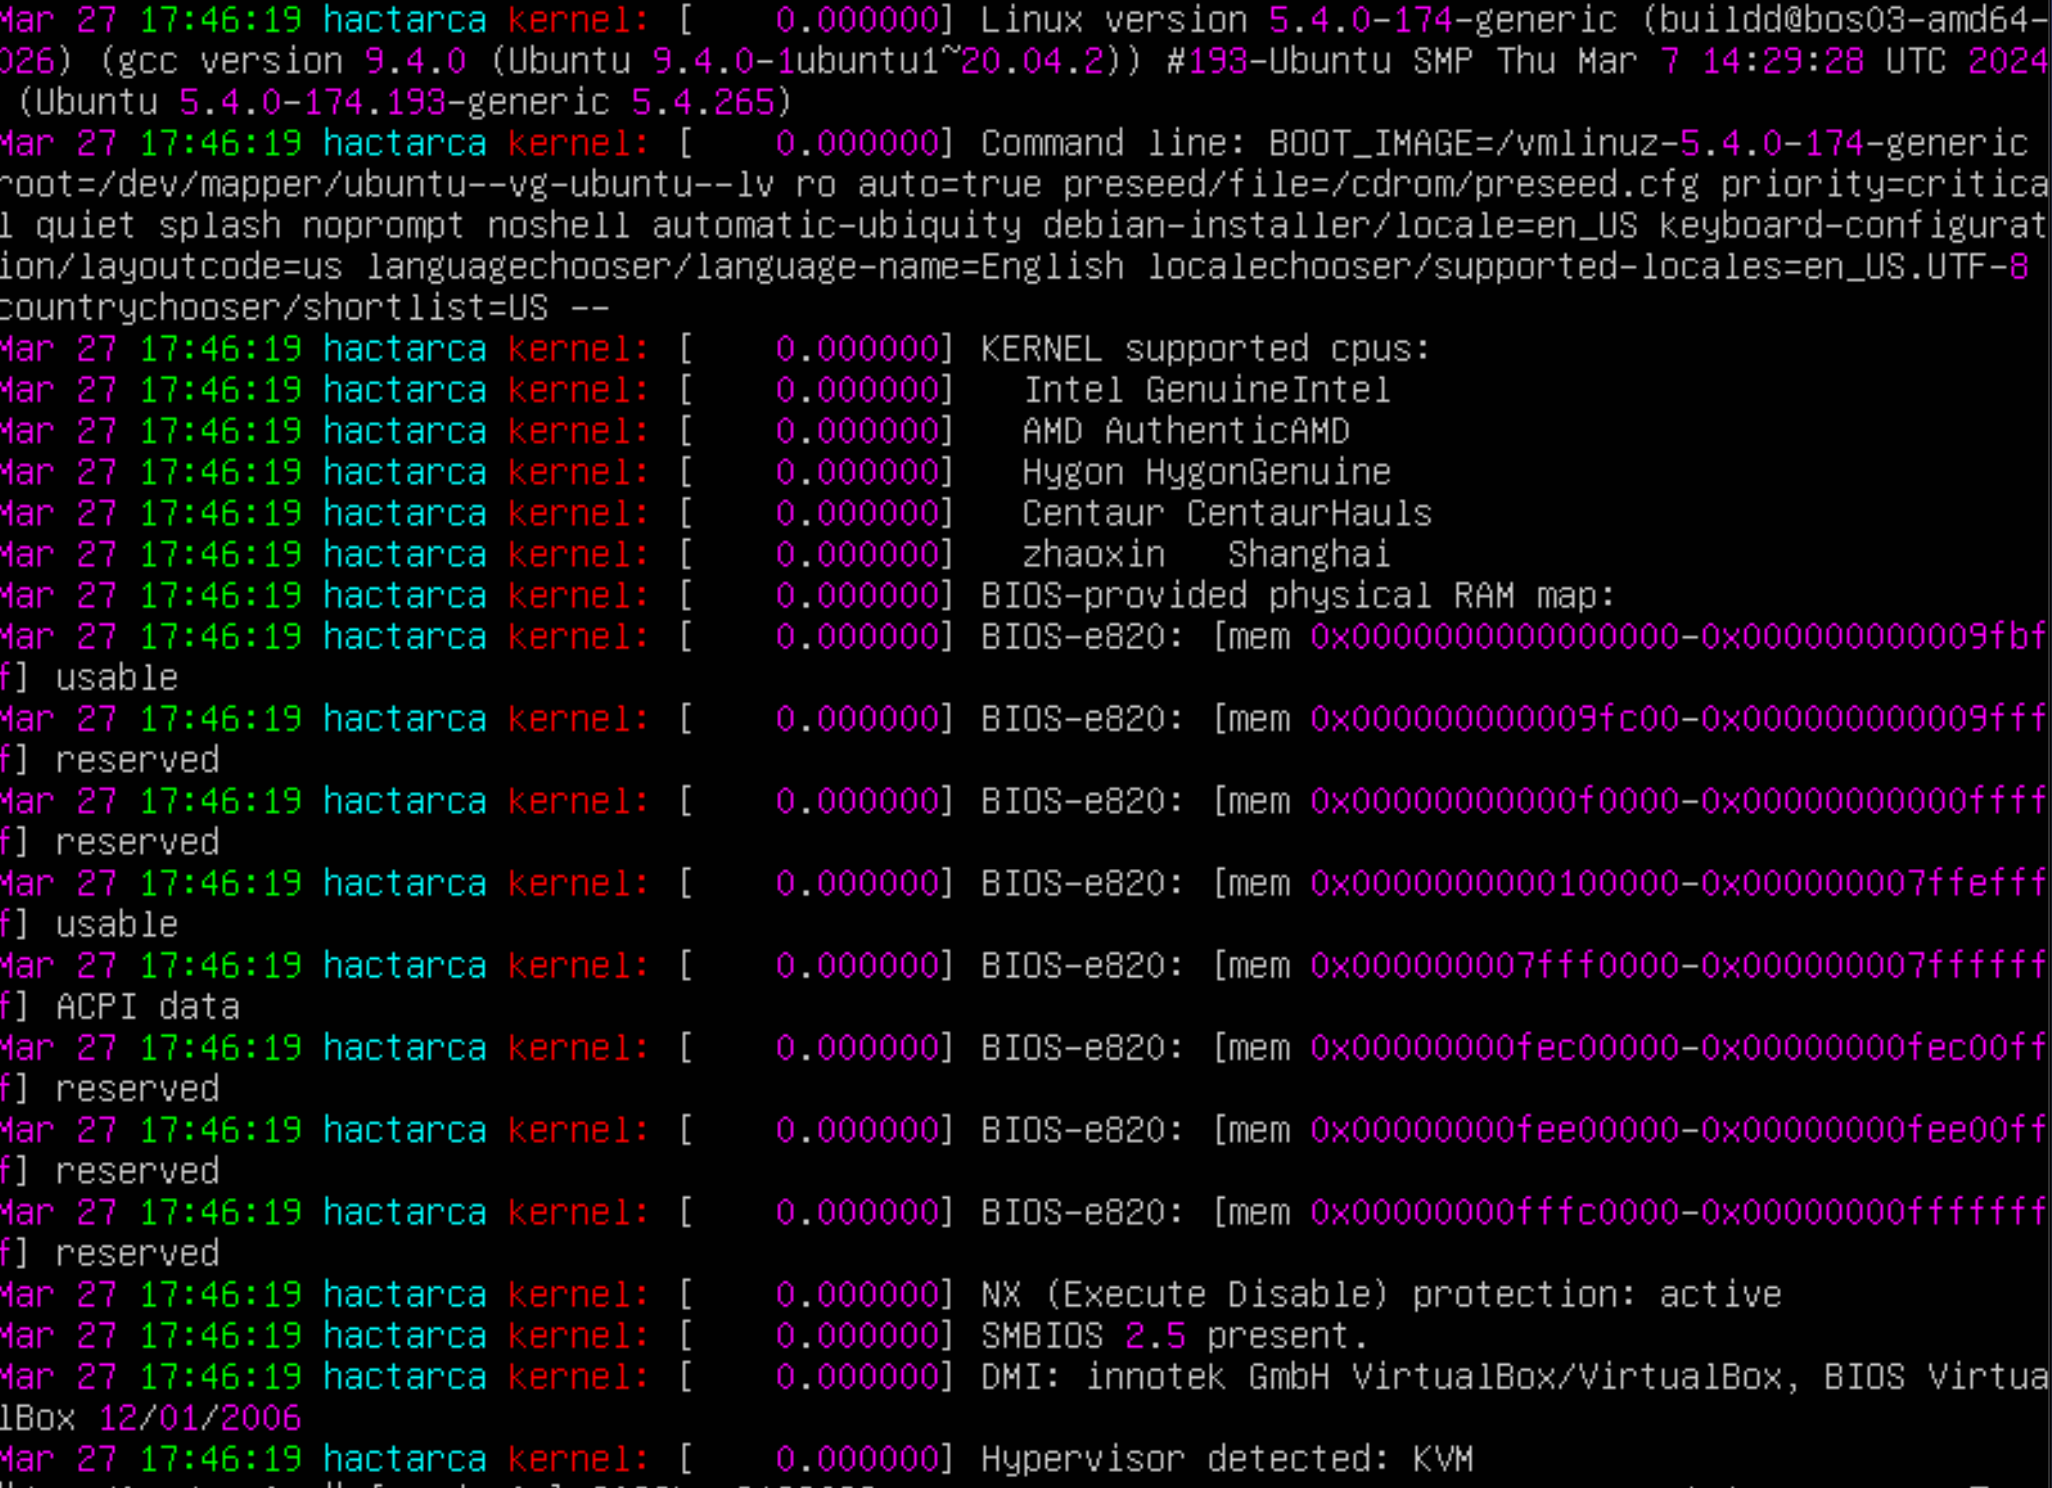 Mar 27 17:46:19 hactarca kernel: [    0.000000] Linux version 5.4.0-174-generic (buildd@bos03-amd64-
026) (gcc version 9.4.0 (Ubuntu 9.4.0-1ubuntu1~20.04.2)) #193-Ubuntu SMP Thu Mar 7 14:29:28 UTC 2024
(Ubuntu 5.4.0-174.193-generic 5.4.265)
Mar 27 17:46:19 hactarca kernel: [    0.000000] Command line: BOOT_IMAGE=/vmlinuz-5.4.0-174-generic
root=/dev/mapper/ubuntu--vg-ubuntu--lv ro auto=true preseed/file=/cdrom/preseed.cfg priority=critica
l quiet splash noprompt noshell automatic-ubiquity debian-installer/locale=en_US keyboard-configurat
ion/layoutcode=us languagechooser/language-name=English localechooser/supported-locales=en_US.UTF-8
countrychooser/shortlist=US --
Mar 27 17:46:19 hactarca kernel: [    0.000000] KERNEL supported cpus:
Mar 27 17:46:19 hactarca kernel: [    0.000000]   Intel GenuineIntel
Mar 27 17:46:19 hactarca kernel: [    0.000000]   AMD AuthenticAMD
Mar 27 17:46:19 hactarca kernel: [    0.000000]   Hygon HygonGenuine
Mar 27 17:46:19 hactarca kernel: [    0.000000]   Centaur CentaurHauls
Mar 27 17:46:19 hactarca kernel: [    0.000000]   zhaoxin   Shanghai
Mar 27 17:46:19 hactarca kernel: [    0.000000] BIOS-provided physical RAM map:
Mar 27 17:46:19 hactarca kernel: [    0.000000] BIOS-e820: [mem 0x0000000000000000-0x000000000009fbf
f] usable
Mar 27 17:46:19 hactarca kernel: [    0.000000] BIOS-e820: [mem 0x000000000009fc00-0x000000000009fff
f] reserved
Mar 27 17:46:19 hactarca kernel: [    0.000000] BIOS-e820: [mem 0x00000000000f0000-0x00000000000ffff
f] reserved
Mar 27 17:46:19 hactarca kernel: [    0.000000] BIOS-e820: [mem 0x0000000000100000-0x000000007ffefff
f] usable
Mar 27 17:46:19 hactarca kernel: [    0.000000] BIOS-e820: [mem 0x000000007fff0000-0x000000007ffffff
f] ACPI data
Mar 27 17:46:19 hactarca kernel: [    0.000000] BIOS-e820: [mem 0x00000000fec00000-0x00000000fec00ff
f] reserved
Mar 27 17:46:19 hactarca kernel: [    0.000000] BIOS-e820: [mem 0x00000000fee00000-0x00000000fee00ff
f] reserved
Mar 27 17:46:19 hactarca kernel: [    0.000000] BIOS-e820: [mem 0x00000000fffc0000-0x00000000fffffff
f] reserved
Mar 27 17:46:19 hactarca kernel: [    0.000000] NX (Execute Disable) protection: active
Mar 27 17:46:19 hactarca kernel: [    0.000000] SMBIOS 2.5 present.
Mar 27 17:46:19 hactarca kernel: [    0.000000] DMI: innotek GmbH VirtualBox/VirtualBox, BIOS Virtua
lBox 12/01/2006
Mar 27 17:46:19 hactarca kernel: [    0.000000] Hypervisor detected: KVM